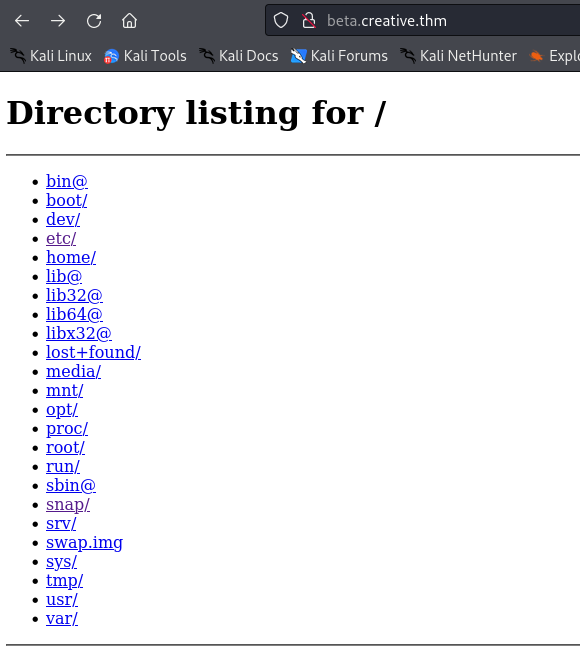 beta.creative.thm
Kali Linux Kali Tools Kali Docs Kali Forums Kali NetHunter Explo
Directory listing for /
bin@
boot/
dev/
etc/
home/
lib@
lib32@
lib64@
libx32@
lost+found/
media/
mnt/
opt/
proc/
root/
run/
sbin@
snap/
srv/
swap.img
sys/
tmp/
usr/
var/